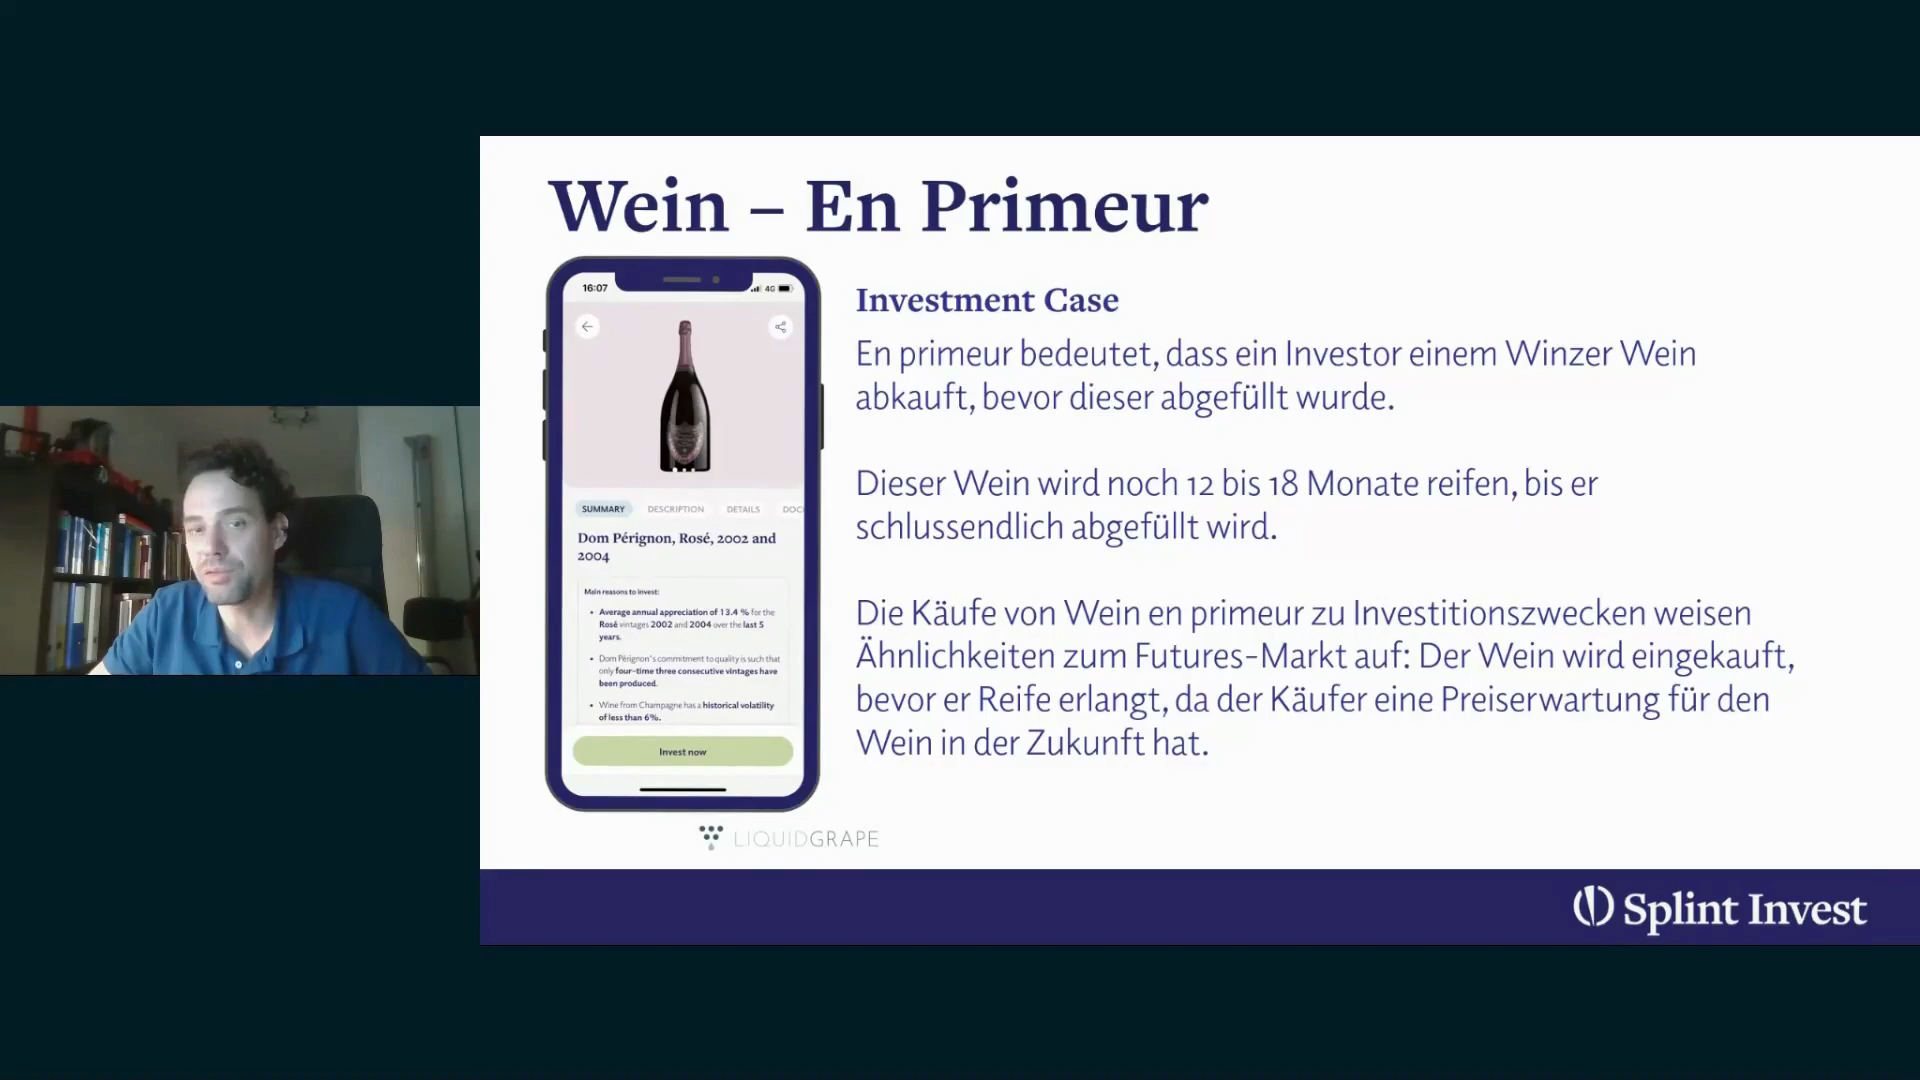 Wein – En Primeur
16:07
4G
SUMMARY DESCRIPTION DETAILS DOC
Dom Pérignon, Rosé, 2002 and
2004
Main reasons to invest:
• Average annual appreciation of 13.4 % for the
Rosé vintages 2002 and 2004 over the last 5
years.
• Dom Pérignon's commitment to quality is such that
only four-time three consecutive vintages have
been produced.
• Wine from Champagne has a historical volatility
of less than 6%.
Invest now
LIQUIDGRAPE
Investment Case
En primeur bedeutet, dass ein Investor einem Winzer Wein
abkauft, bevor dieser abgefüllt wurde.
Dieser Wein wird noch 12 bis 18 Monate reifen, bis er
schlussendlich abgefüllt wird.
Die Käufe von Wein en primeur zu Investitionszwecken weisen
Ähnlichkeiten zum Futures-Markt auf: Der Wein wird eingekauft,
bevor er Reife erlangt, da der Käufer eine Preiserwartung für den
Wein in der Zukunft hat.
Splint Invest